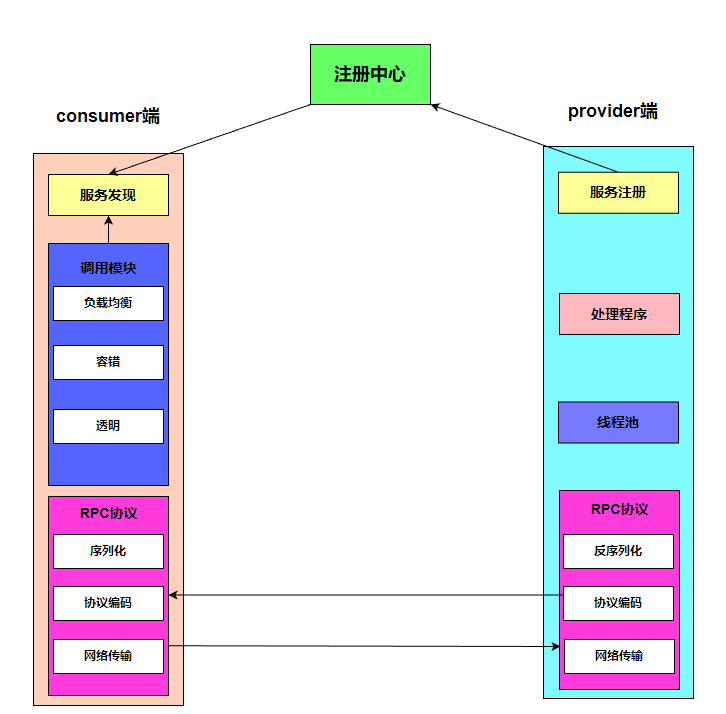 注册中心
consumer端
服务发现
调用模块
负载均衡
容错
透明
RPC协议
序列化
协议编码
网络传输
provider端
服务注册
处理程序
线程池
RPC协议
反序列化
协议编码
网络传输